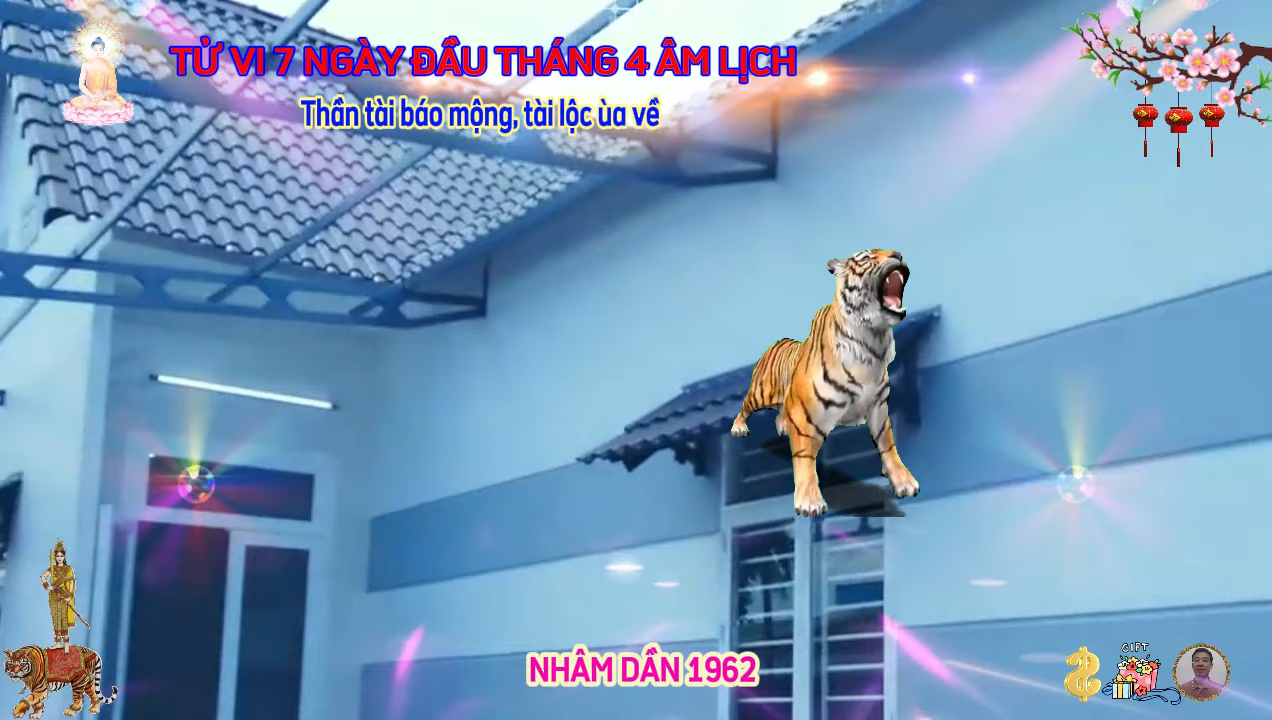 TỬ VI 7 NGÀY ĐẦU THÁNG 4 ÂM LỊCH
Thần tài báo mộng, tài lộc ùa về
GIFT
NHÂM DẦN 1962